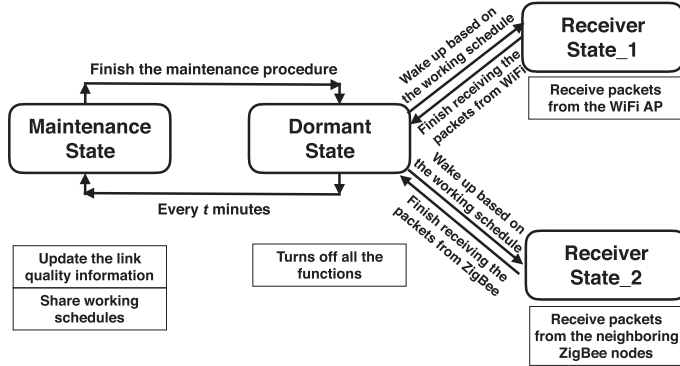 Finish the maintenance procedure
Maintenance
State
Dormant
State
Every t minutes
Wake up based on
the working schedule
Finish receiving the
packets from WiFi
Receiver
State_1
Receive packets
from the WiFi AP
Wake up based on
the working schedule
Finish receiving the
packets from ZigBee
Receiver
State_2
Receive packets
from the neighboring
ZigBee nodes
Update the link
quality information
Share working
schedules
Turns off all the
functions